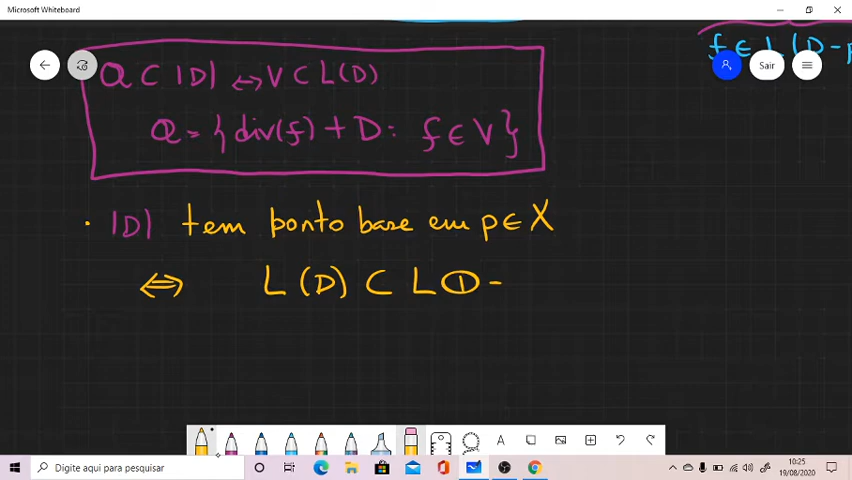 Microsoft Whiteboard
f ∈ L(D-p
Sair
Q ⊂ |D| ↔ V ⊂ L(D)
Q = {div(f) + D : f ∈ V}
• |D| tem ponto base em p ∈ X
⇔ L(D) ⊂ L(D -
Digite aqui para pesquisar
10:25
19/08/2020